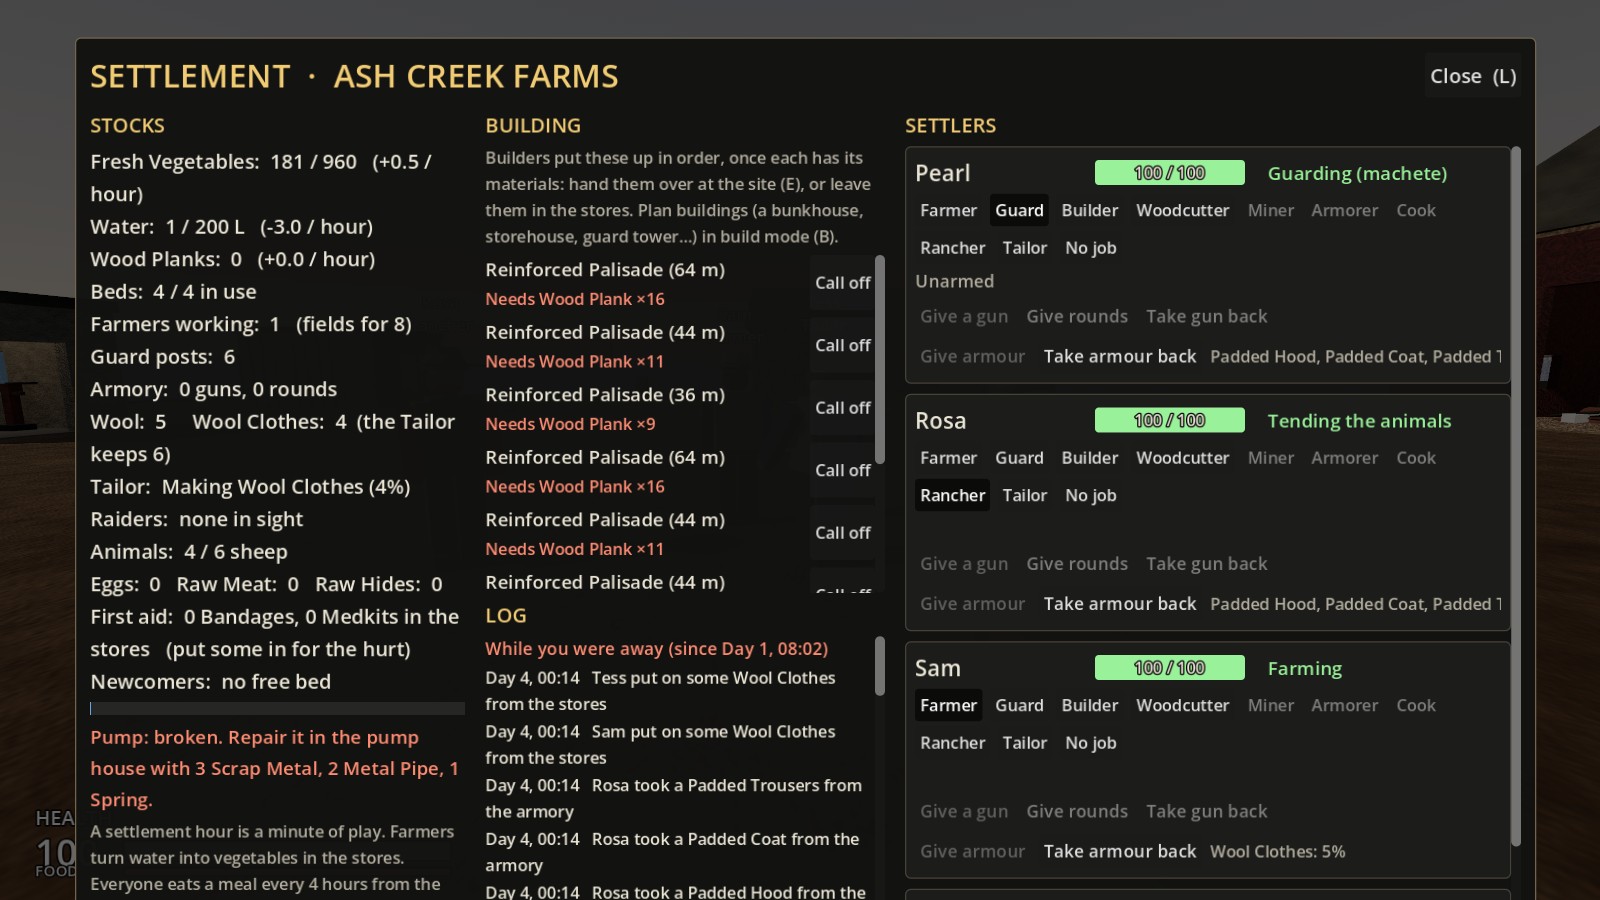 SETTLEMENT · ASH CREEK FARMS
Close (L)
STOCKS
Fresh Vegetables: 181 / 960 (+0.5 /
hour)
Water: 1 / 200 L (-3.0 / hour)
Wood Planks: 0 (+0.0 / hour)
Beds: 4 / 4 in use
Farmers working: 1 (fields for 8)
Guard posts: 6
Armory: 0 guns, 0 rounds
Wool: 5 Wool Clothes: 4 (the Tailor
keeps 6)
Tailor: Making Wool Clothes (4%)
Raiders: none in sight
Animals: 4 / 6 sheep
Eggs: 0 Raw Meat: 0 Raw Hides: 0
First aid: 0 Bandages, 0 Medkits in the
stores (put some in for the hurt)
Newcomers: no free bed
Pump: broken. Repair it in the pump
house with 3 Scrap Metal, 2 Metal Pipe, 1
Spring.
A settlement hour is a minute of play. Farmers
turn water into vegetables in the stores.
Everyone eats a meal every 4 hours from the
HEA
10
FOOD
BUILDING
Builders put these up in order, once each has its
materials: hand them over at the site (E), or leave
them in the stores. Plan buildings (a bunkhouse,
storehouse, guard tower...) in build mode (B).
Reinforced Palisade (64 m)
Needs Wood Plank ×16
Call off
Reinforced Palisade (44 m)
Needs Wood Plank ×11
Call off
Reinforced Palisade (36 m)
Needs Wood Plank ×9
Call off
Reinforced Palisade (64 m)
Needs Wood Plank ×16
Call off
Reinforced Palisade (44 m)
Needs Wood Plank ×11
Call off
Reinforced Palisade (44 m)
Call off
LOG
While you were away (since Day 1, 08:02)
Day 4, 00:14 Tess put on some Wool Clothes
from the stores
Day 4, 00:14 Sam put on some Wool Clothes
from the stores
Day 4, 00:14 Rosa took a Padded Trousers from
the armory
Day 4, 00:14 Rosa took a Padded Coat from the
armory
Day 4, 00:14 Rosa took a Padded Hood from the
SETTLERS
Pearl 100 / 100 Guarding (machete)
Farmer Guard Builder Woodcutter Miner Armorer Cook
Rancher Tailor No job
Unarmed
Give a gun Give rounds Take gun back
Give armour Take armour back Padded Hood, Padded Coat, Padded T
Rosa 100 / 100 Tending the animals
Farmer Guard Builder Woodcutter Miner Armorer Cook
Rancher Tailor No job
Give a gun Give rounds Take gun back
Give armour Take armour back Padded Hood, Padded Coat, Padded T
Sam 100 / 100 Farming
Farmer Guard Builder Woodcutter Miner Armorer Cook
Rancher Tailor No job
Give a gun Give rounds Take gun back
Give armour Take armour back Wool Clothes: 5%